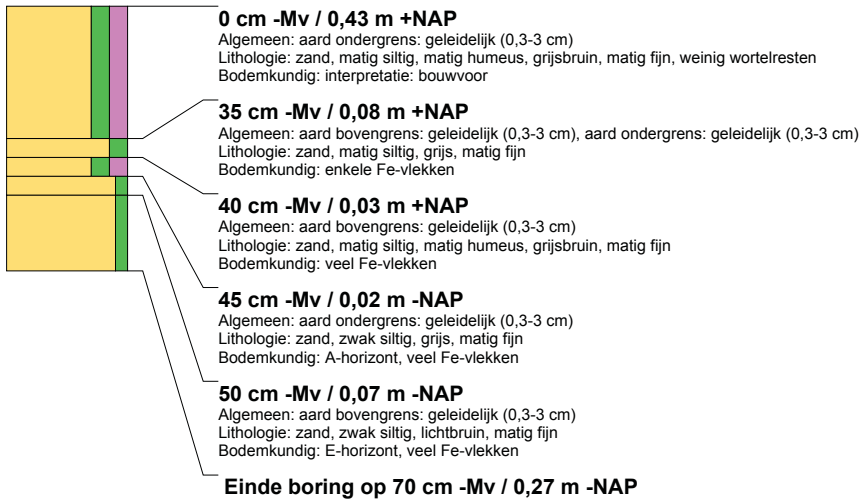 0 cm -Mv / 0,43 m +NAP
Algemeen: aard ondergrens: geleidelijk (0,3-3 cm)
Lithologie: zand, matig siltig, matig humeus, grijsbruin, matig fijn, weinig wortelresten
Bodemkundig: interpretatie: bouwvoor
35 cm -Mv / 0,08 m +NAP
Algemeen: aard bovengrens: geleidelijk (0,3-3 cm), aard ondergrens: geleidelijk (0,3-3 cm)
Lithologie: zand, matig siltig, grijs, matig fijn
Bodemkundig: enkele Fe-vlekken
40 cm -Mv / 0,03 m +NAP
Algemeen: aard bovengrens: geleidelijk (0,3-3 cm)
Lithologie: zand, matig siltig, matig humeus, grijsbruin, matig fijn
Bodemkundig: veel Fe-vlekken
45 cm -Mv / 0,02 m -NAP
Algemeen: aard ondergrens: geleidelijk (0,3-3 cm)
Lithologie: zand, zwak siltig, grijs, matig fijn
Bodemkundig: A-horizont, veel Fe-vlekken
50 cm -Mv / 0,07 m -NAP
Algemeen: aard bovengrens: geleidelijk (0,3-3 cm)
Lithologie: zand, zwak siltig, lichtbruin, matig fijn
Bodemkundig: E-horizont, veel Fe-vlekken
Einde boring op 70 cm -Mv / 0,27 m -NAP